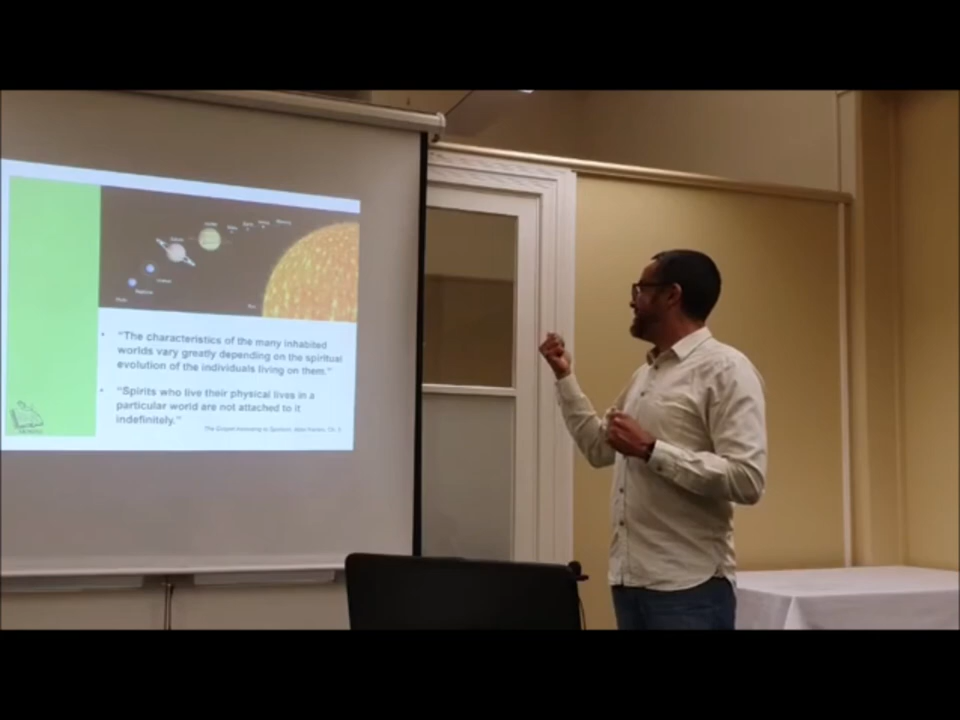 • “The characteristics of the many inhabited
worlds vary greatly depending on the spiritual
evolution of the individuals living on them.”
• “Spirits who live their physical lives in a
particular world are not attached to it
indefinitely.”
The Gospel According to Spiritism, Allan Kardec, Ch. 3